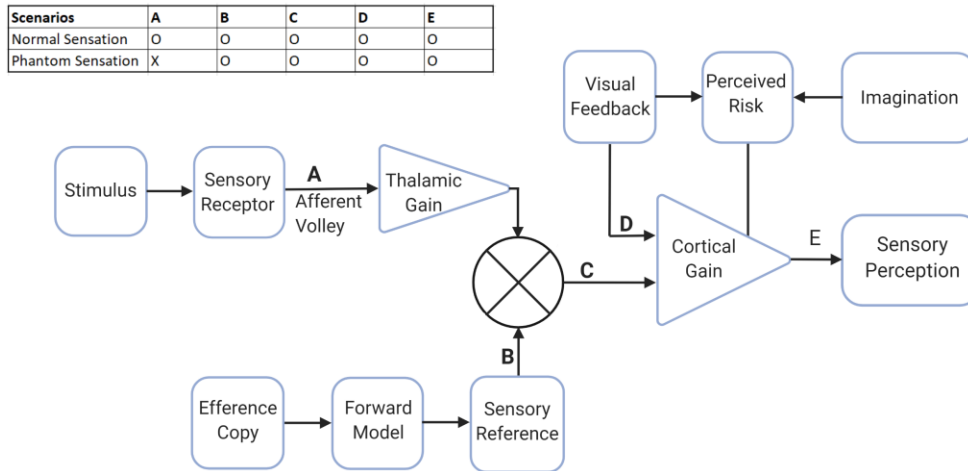 Scenarios A B C D E
Normal Sensation O O O O O
Phantom Sensation X O O O O
Visual
Feedback
Perceived
Risk
Imagination
Stimulus
Sensory
Receptor
A
Afferent
Volley
Thalamic
Gain
D
Cortical
Gain
E
Sensory
Perception
C
B
Efference
Copy
Forward
Model
Sensory
Reference